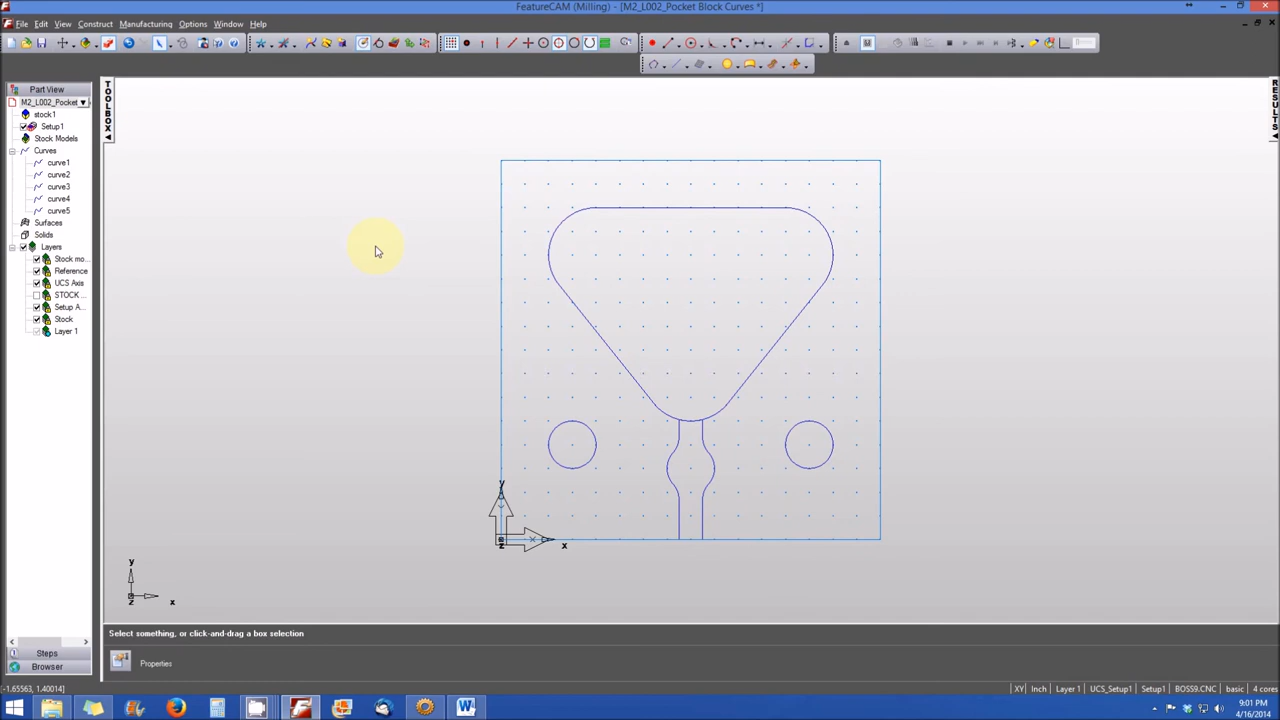 FeatureCAM (Milling) - [M2_L002_Pocket Block Curves *]
File Edit View Construct Manufacturing Options Window Help
Part View
M2_L002_Pocket
stock1
Setup1
Stock Models
Curves
curve1
curve2
curve3
curve4
curve5
Surfaces
Solids
Layers
Stock mo...
Reference
UCS Axis
STOCK ...
Setup A...
Stock
Layer 1
TOOLBOX
RESULTS
y
z
x
y
z
x
Select something, or click-and-drag a box selection
Steps
Browser
Properties
(-1.65563, 1.40014)
XY Inch Layer 1 UCS_Setup1 Setup1 BOSS9.CNC basic 4 cores
9:01 PM
4/16/2014